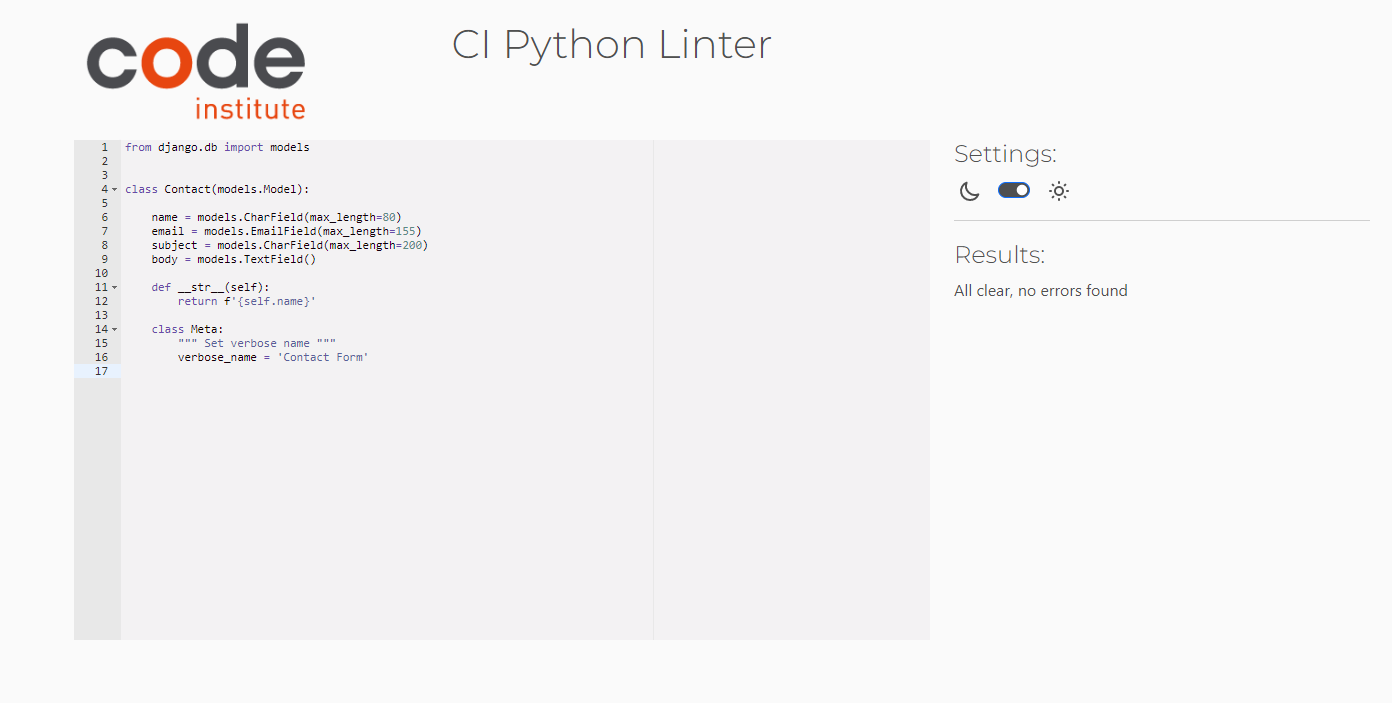 code
institute
CI Python Linter
1 from django.db import models
2
3
4 class Contact(models.Model):
5
6     name = models.CharField(max_length=80)
7     email = models.EmailField(max_length=155)
8     subject = models.CharField(max_length=200)
9     body = models.TextField()
10
11     def __str__(self):
12         return f'{self.name}'
13
14     class Meta:
15         """ Set verbose name """
16         verbose_name = 'Contact Form'
17
Settings:
Results:
All clear, no errors found